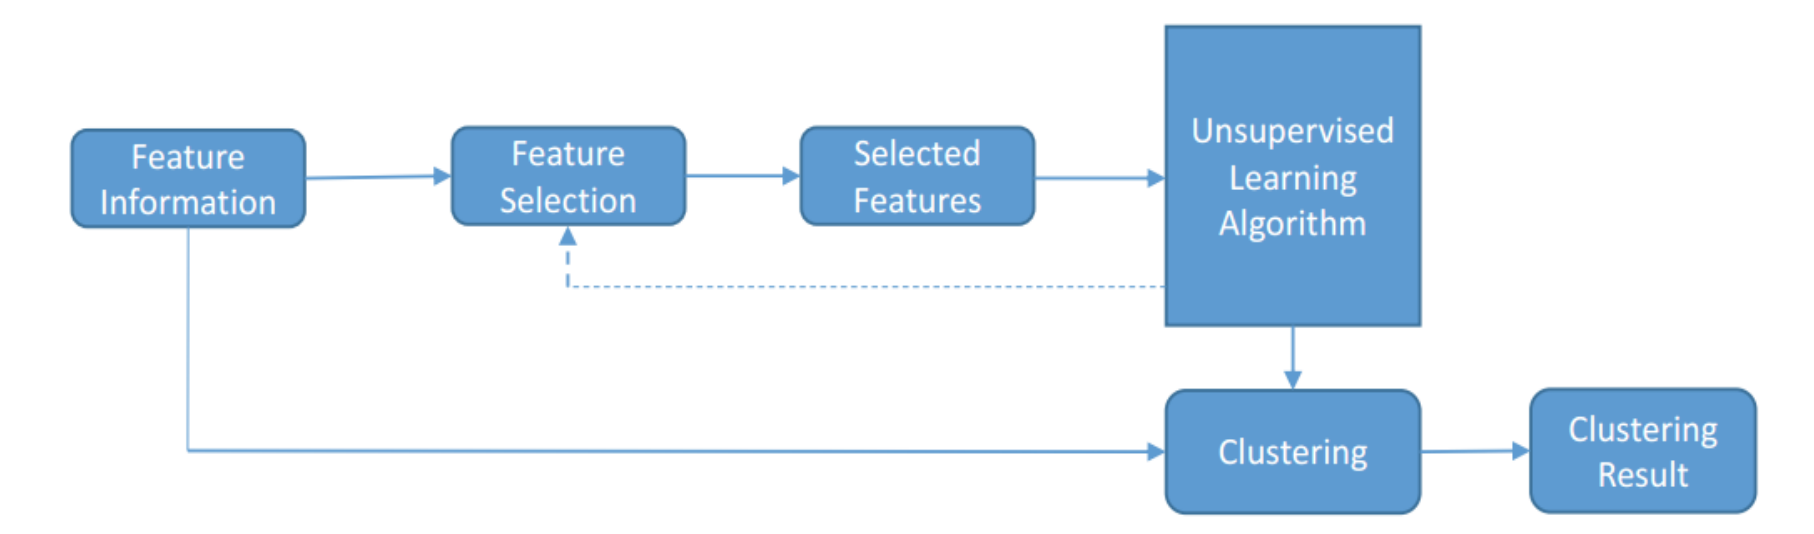 Feature
Information
Feature
Selection
Selected
Features
Unsupervised
Learning
Algorithm
Clustering
Clustering
Result